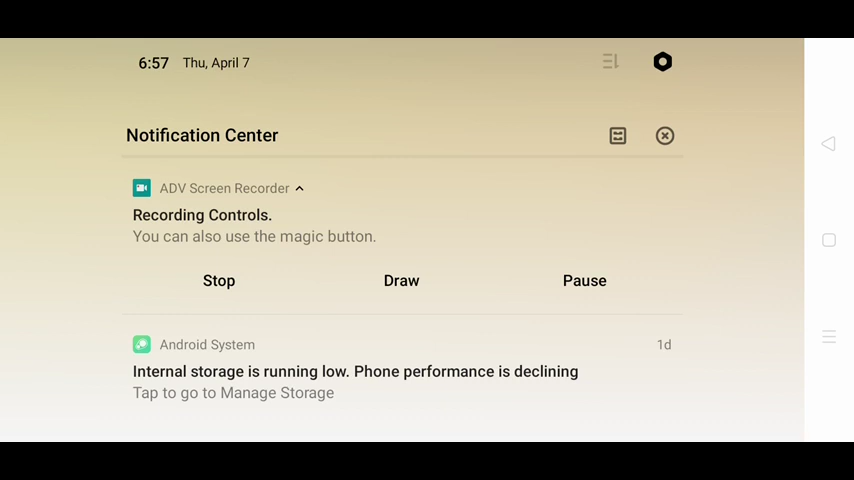 6:57 Thu, April 7
Notification Center
ADV Screen Recorder
Recording Controls.
You can also use the magic button.
Stop Draw Pause
Android System 1d
Internal storage is running low. Phone performance is declining
Tap to go to Manage Storage